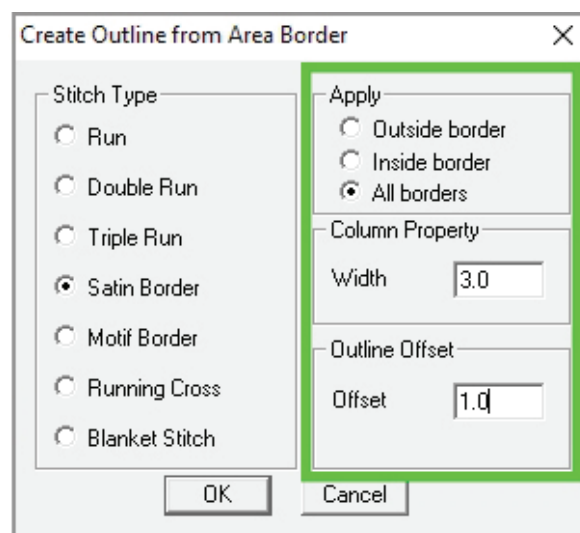 Create Outline from Area Border
Stitch Type
Run
Double Run
Triple Run
Satin Border
Motif Border
Running Cross
Blanket Stitch
Apply
Outside border
Inside border
All borders
Column Property
Width 3.0
Outline Offset
Offset 1.0
OK Cancel